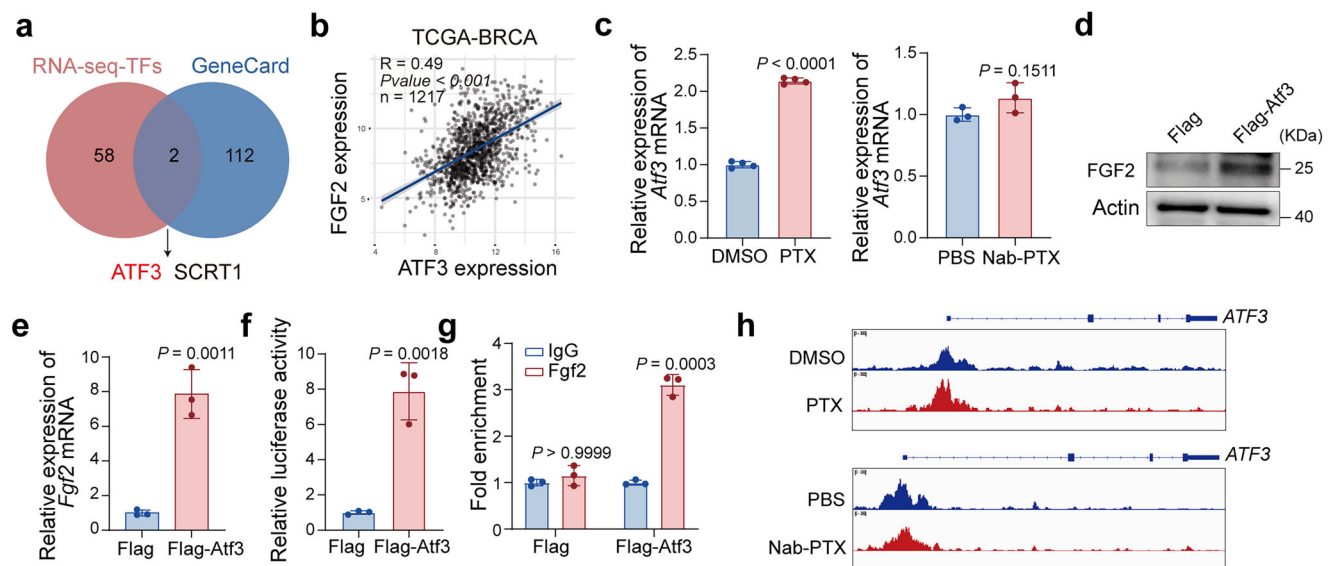 a
RNA-seq-TFs
GeneCard
58
2
112
ATF3 SCRT1
b
TCGA-BRCA
R = 0.49
Pvalue < 0.001
n = 1217
FGF2 expression
10
5
4
8
12
16
ATF3 expression
c
Relative expression of
Atf3 mRNA
2.5
2.0
1.5
1.0
0.5
0.0
P < 0.0001
DMSO
PTX
Relative expression of
Atf3 mRNA
1.5
1.0
0.5
0.0
P = 0.1511
PBS
Nab-PTX
d
Flag
Flag-Atf3
(KDa)
FGF2
25
Actin
40
e
Relative expression of
Fgf2 mRNA
10
8
6
4
2
0
P = 0.0011
Flag
Flag-Atf3
f
Relative luciferase activity
10
8
6
4
2
0
P = 0.0018
Flag
Flag-Atf3
g
Fold enrichment
4
3
2
1
0
IgG
Fgf2
P = 0.0003
P > 0.9999
Flag
Flag-Atf3
h
ATF3
DMSO
PTX
ATF3
PBS
Nab-PTX